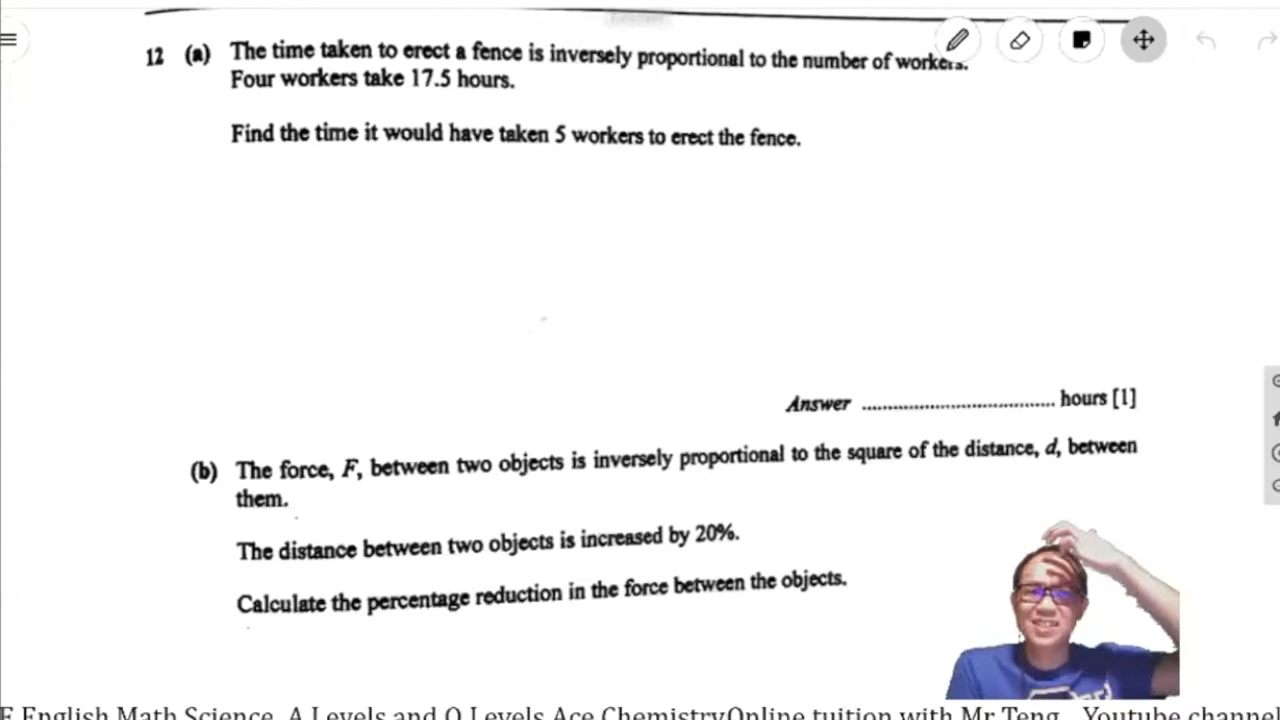 12 (a) The time taken to erect a fence is inversely proportional to the number of workers.
Four workers take 17.5 hours.
Find the time it would have taken 5 workers to erect the fence.
Answer ...................................... hours [1]
(b) The force, F, between two objects is inversely proportional to the square of the distance, d, between
them.
The distance between two objects is increased by 20%.
Calculate the percentage reduction in the force between the objects.
E English Math Science, A Levels and O Levels Ace ChemistryOnline tuition with Mr Teng Youtube channel